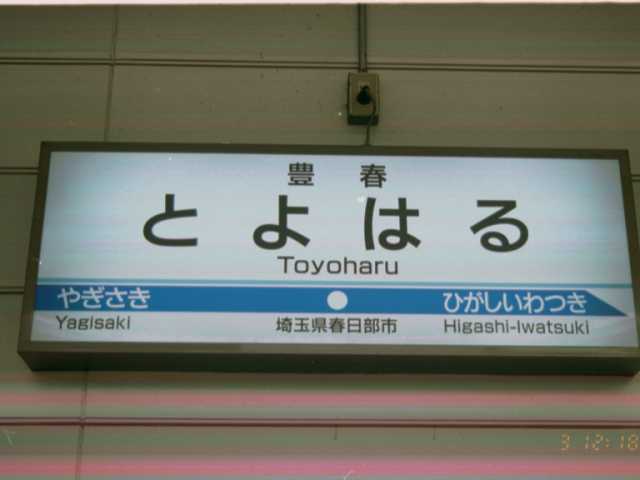 豊春
とよはる
Toyoharu
やぎさき ひがしいわつき
Yagisaki 埼玉県春日部市 Higashi-Iwatsuki
3 12:18